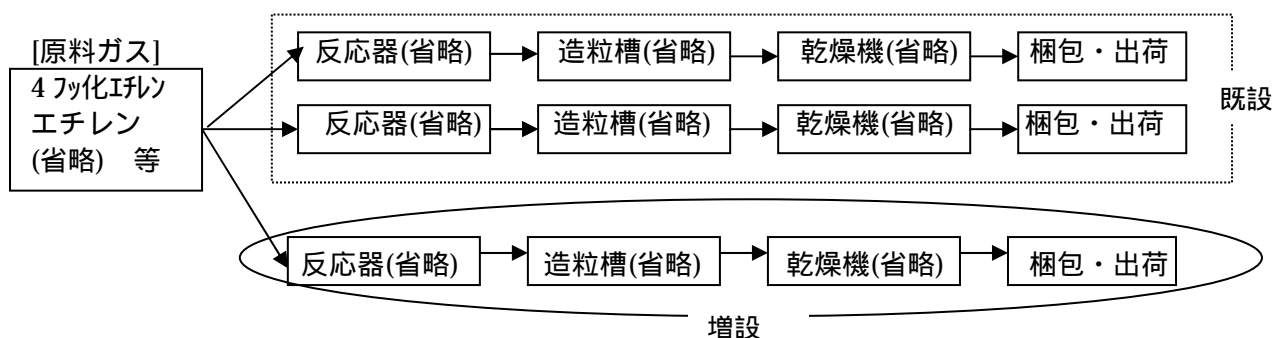 [原料ガス]
4 フッ化エチレン
エチレン
(省略) 等
反応器(省略) 造粒槽(省略) 乾燥機(省略) 梱包・出荷
反応器(省略) 造粒槽(省略) 乾燥機(省略) 梱包・出荷
既設
反応器(省略) 造粒槽(省略) 乾燥機(省略) 梱包・出荷
増設